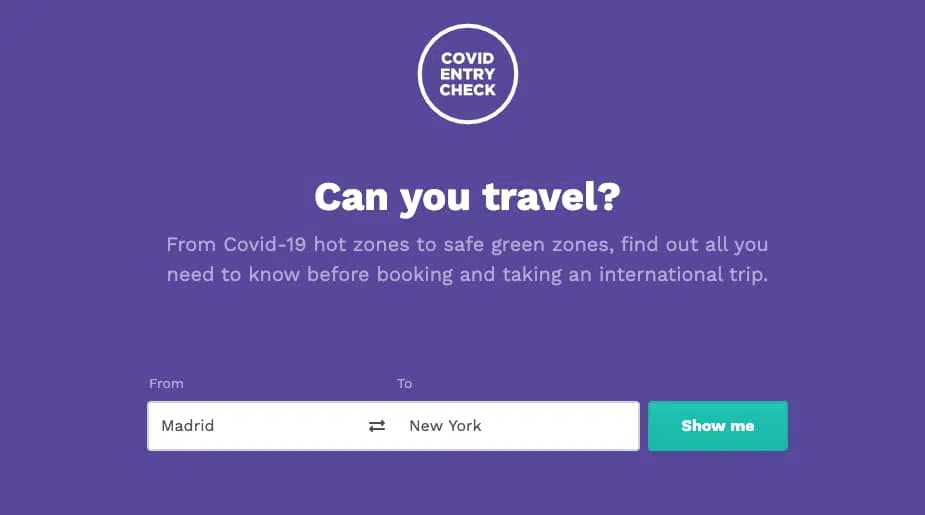 COVID
ENTRY
CHECK
Can you travel?
From Covid-19 hot zones to safe green zones, find out all you
need to know before booking and taking an international trip.
From
To
Madrid
New York
Show me